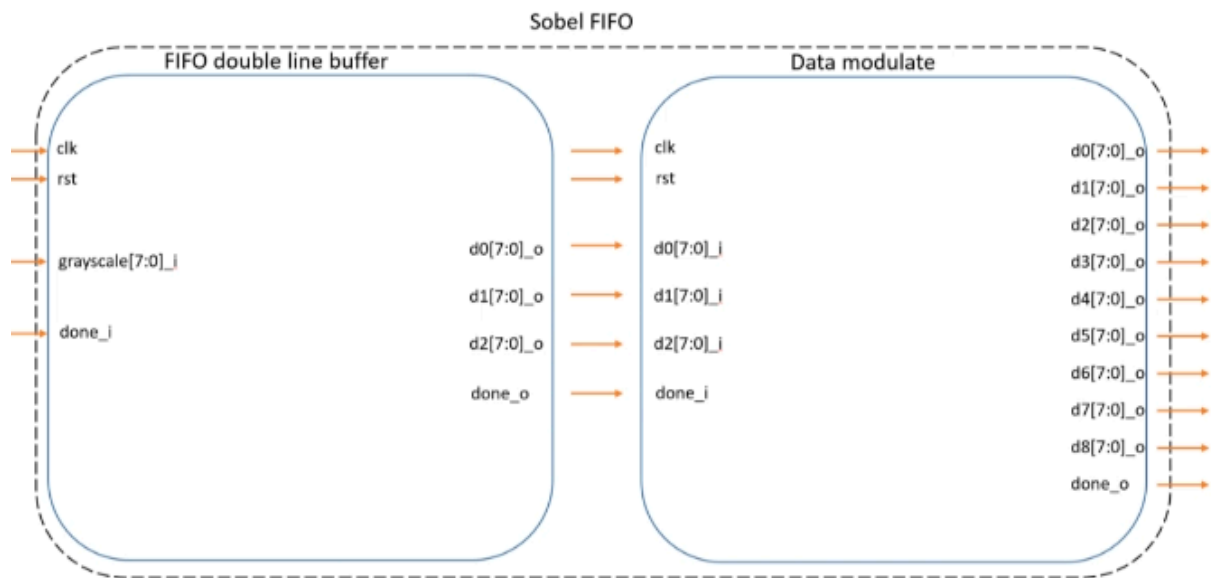 Sobel FIFO
FIFO double line buffer
clk
rst
grayscale[7:0]_i
done_i
d0[7:0]_o
d1[7:0]_o
d2[7:0]_o
done_o
Data modulate
clk
rst
d0[7:0]_i
d1[7:0]_i
d2[7:0]_i
done_i
d0[7:0]_o
d1[7:0]_o
d2[7:0]_o
d3[7:0]_o
d4[7:0]_o
d5[7:0]_o
d6[7:0]_o
d7[7:0]_o
d8[7:0]_o
done_o